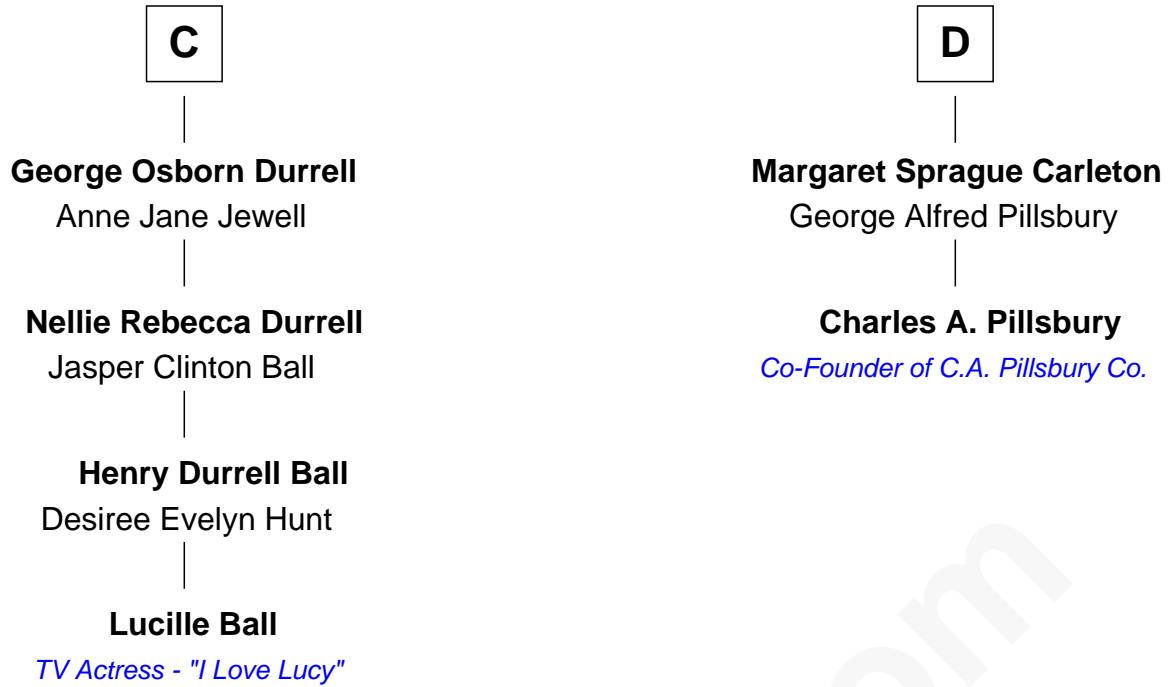 C
George Osborn Durrell
Anne Jane Jewell
Nellie Rebecca Durrell
Jasper Clinton Ball
Henry Durrell Ball
Desiree Evelyn Hunt
Lucille Ball
TV Actress - "I Love Lucy"
D
Margaret Sprague Carleton
George Alfred Pillsbury
Charles A. Pillsbury
Co-Founder of C.A. Pillsbury Co.
om